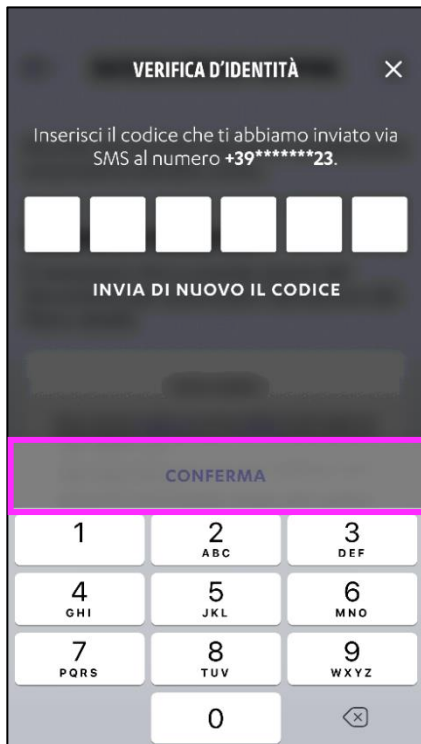 VERIFICA D'IDENTITÀ
Inserisci il codice che ti abbiamo inviato via
SMS al numero +39*******23.
INVIA DI NUOVO IL CODICE
CONFERMA
1 2 3
ABC DEF
4 5 6
GHI JKL MNO
7 8 9
PQRS TUV WXYZ
0